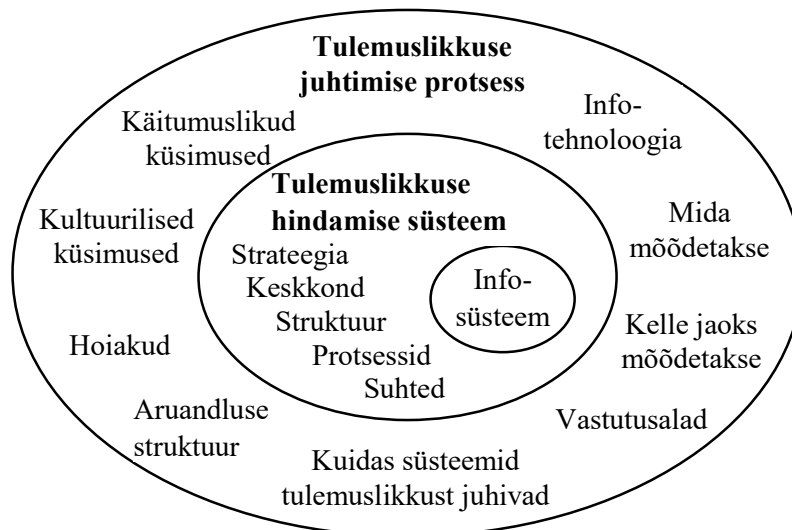 Tulemuslikkuse
juhtimise protsess
Käitumuslikud
küsimused
Info-
tehnoloogia
Tulemuslikkuse
hindamise süsteem
Kultuurilised
küsimused
Mida
mõõdetakse
Strateegia
Keskkond
Struktuur
Protsessid
Suhted
Info-
süsteem
Hoiakud
Kelle jaoks
mõõdetakse
Aruandluse
struktuur
Vastutusalad
Kuidas süsteemid
tulemuslikkust juhivad